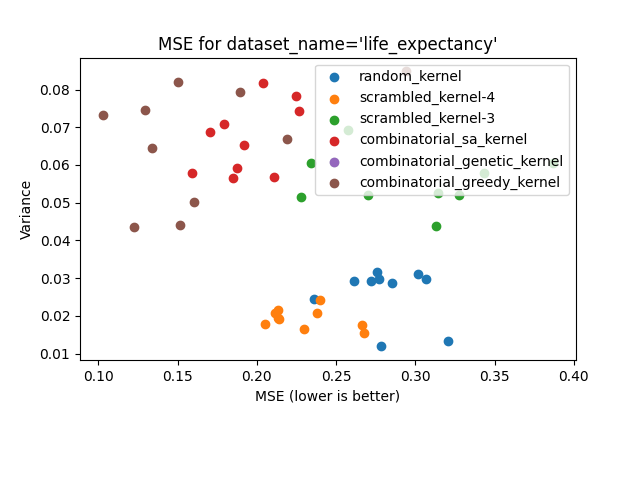 MSE for dataset_name='life_expectancy'
random_kernel
scrambled_kernel-4
scrambled_kernel-3
combinatorial_sa_kernel
combinatorial_genetic_kernel
combinatorial_greedy_kernel
Variance
0.08
0.07
0.06
0.05
0.04
0.03
0.02
0.01
0.10 0.15 0.20 0.25 0.30 0.35 0.40
MSE (lower is better)